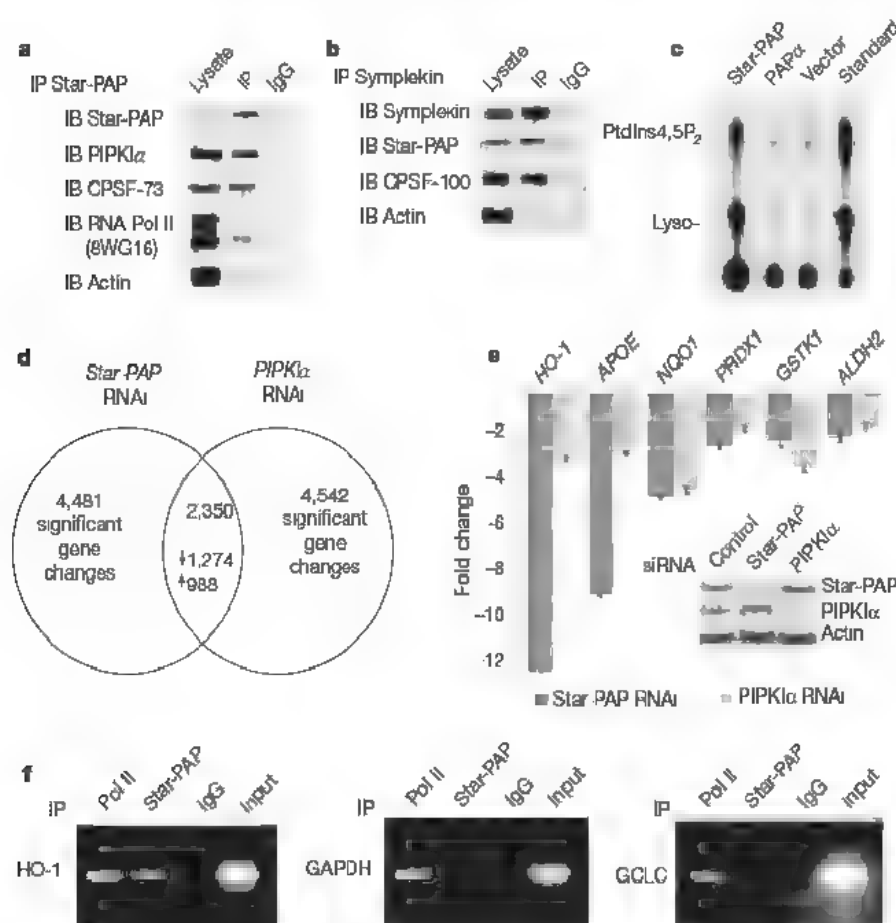 a
IP Star-PAP
Lysate
IP
IgG
IB Star-PAP
IB PIPKIα
IB CPSF-73
IB RNA Pol II
(8WG16)
IB Actin
b
IP Symplekin
Lysate
IP
IgG
IB Symplekin
IB Star-PAP
IB CPSF-100
IB Actin
c
Star-PAP
PAPα
Vector
Standard
PtdIns4,5P2
Lyso-
d
Star-PAP
RNAi
PIPKIα
RNAi
4,481
significant
gene
changes
2,350
↓1,274
↑988
4,542
significant
gene
changes
e
HO-1
APOE
NQO1
PRDX1
GSTK1
ALDH2
Fold change
–2
–4
–6
–8
–10
–12
siRNA
Control
Star-PAP
PIPKIα
Star-PAP
PIPKIα
Actin
Star-PAP RNAi
PIPKIα RNAi
f
IP
Pol II
Star-PAP
IgG
Input
HO-1
IP
Pol II
Star-PAP
IgG
Input
GAPDH
IP
Pol II
Star-PAP
IgG
Input
GCLC